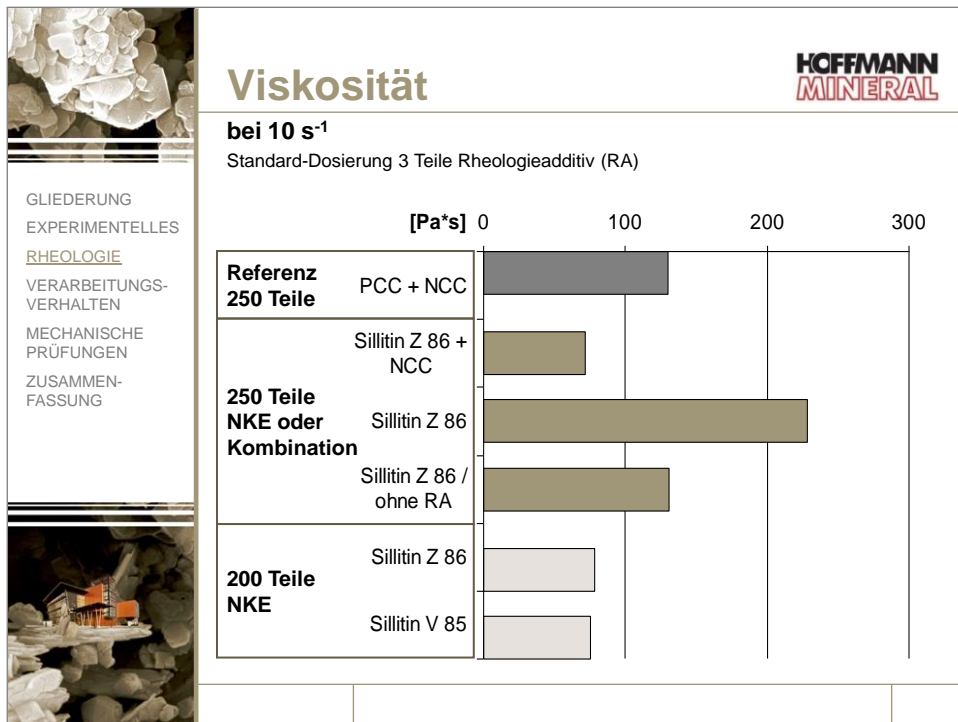 Viskosität
HOFFMANN
MINERAL
bei 10 s⁻¹
Standard-Dosierung 3 Teile Rheologieadditiv (RA)
GLIEDERUNG
EXPERIMENTELLES
RHEOLOGIE
VERARBEITUNGS-
VERHALTEN
MECHANISCHE
PRÜFUNGEN
ZUSAMMEN-
FASSUNG
[Pa*s] 0 100 200 300
Referenz
250 Teile
PCC + NCC
250 Teile
NKE oder
Kombination
Sillitin Z 86 +
NCC
Sillitin Z 86
Sillitin Z 86 /
ohne RA
200 Teile
NKE
Sillitin Z 86
Sillitin V 85